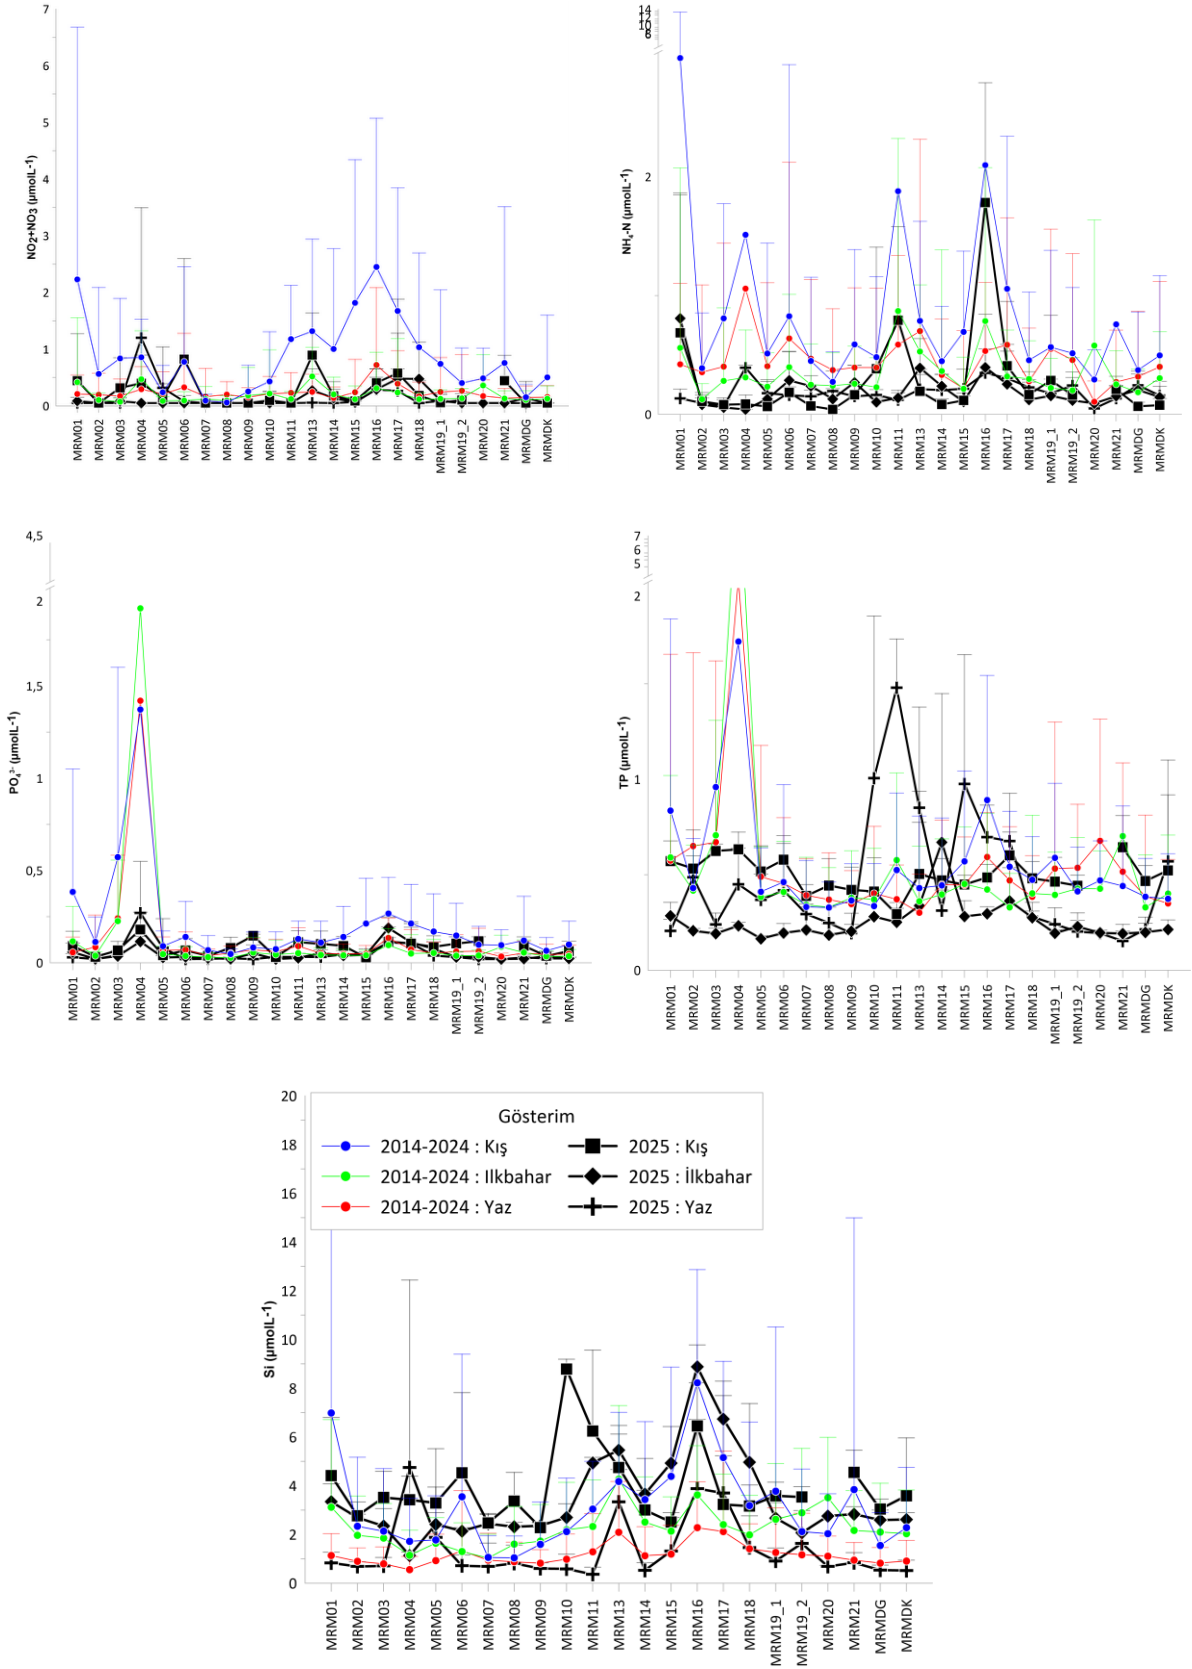 7
6
5
4
3
2
1
0
NO₂+NO₃ (µmolL-¹)
MRM01
MRM02
MRM03
MRM04
MRM05
MRM06
MRM07
MRM08
MRM09
MRM10
MRM11
MRM13
MRM14
MRM15
MRM16
MRM17
MRM18
MRM19_1
MRM19_2
MRM20
MRM21
MRMDG
MRMDK
14
12
10
8
6
2
0
NH₄-N (µmolL-¹)
MRM01
MRM02
MRM03
MRM04
MRM05
MRM06
MRM07
MRM08
MRM09
MRM10
MRM11
MRM13
MRM14
MRM15
MRM16
MRM17
MRM18
MRM19_1
MRM19_2
MRM20
MRM21
MRMDG
MRMDK
4,5
2
1,5
1
0,5
0
PO₄³⁻ (µmolL⁻¹)
MRM01
MRM02
MRM03
MRM04
MRM05
MRM06
MRM07
MRM08
MRM09
MRM10
MRM11
MRM13
MRM14
MRM15
MRM16
MRM17
MRM18
MRM19_1
MRM19_2
MRM20
MRM21
MRMDG
MRMDK
7
6
5
2
1
0
TP (µmolL⁻¹)
MRM01
MRM02
MRM03
MRM04
MRM05
MRM06
MRM07
MRM08
MRM09
MRM10
MRM11
MRM13
MRM14
MRM15
MRM16
MRM17
MRM18
MRM19_1
MRM19_2
MRM20
MRM21
MRMDG
MRMDK
20
18
16
14
12
10
8
6
4
2
0
Si (µmolL⁻¹)
Gösterim
2014-2024 : Kış
2025 : Kış
2014-2024 : Ilkbahar
2025 : İlkbahar
2014-2024 : Yaz
2025 : Yaz
MRM01
MRM02
MRM03
MRM04
MRM05
MRM06
MRM07
MRM08
MRM09
MRM10
MRM11
MRM13
MRM14
MRM15
MRM16
MRM17
MRM18
MRM19_1
MRM19_2
MRM20
MRM21
MRMDG
MRMDK